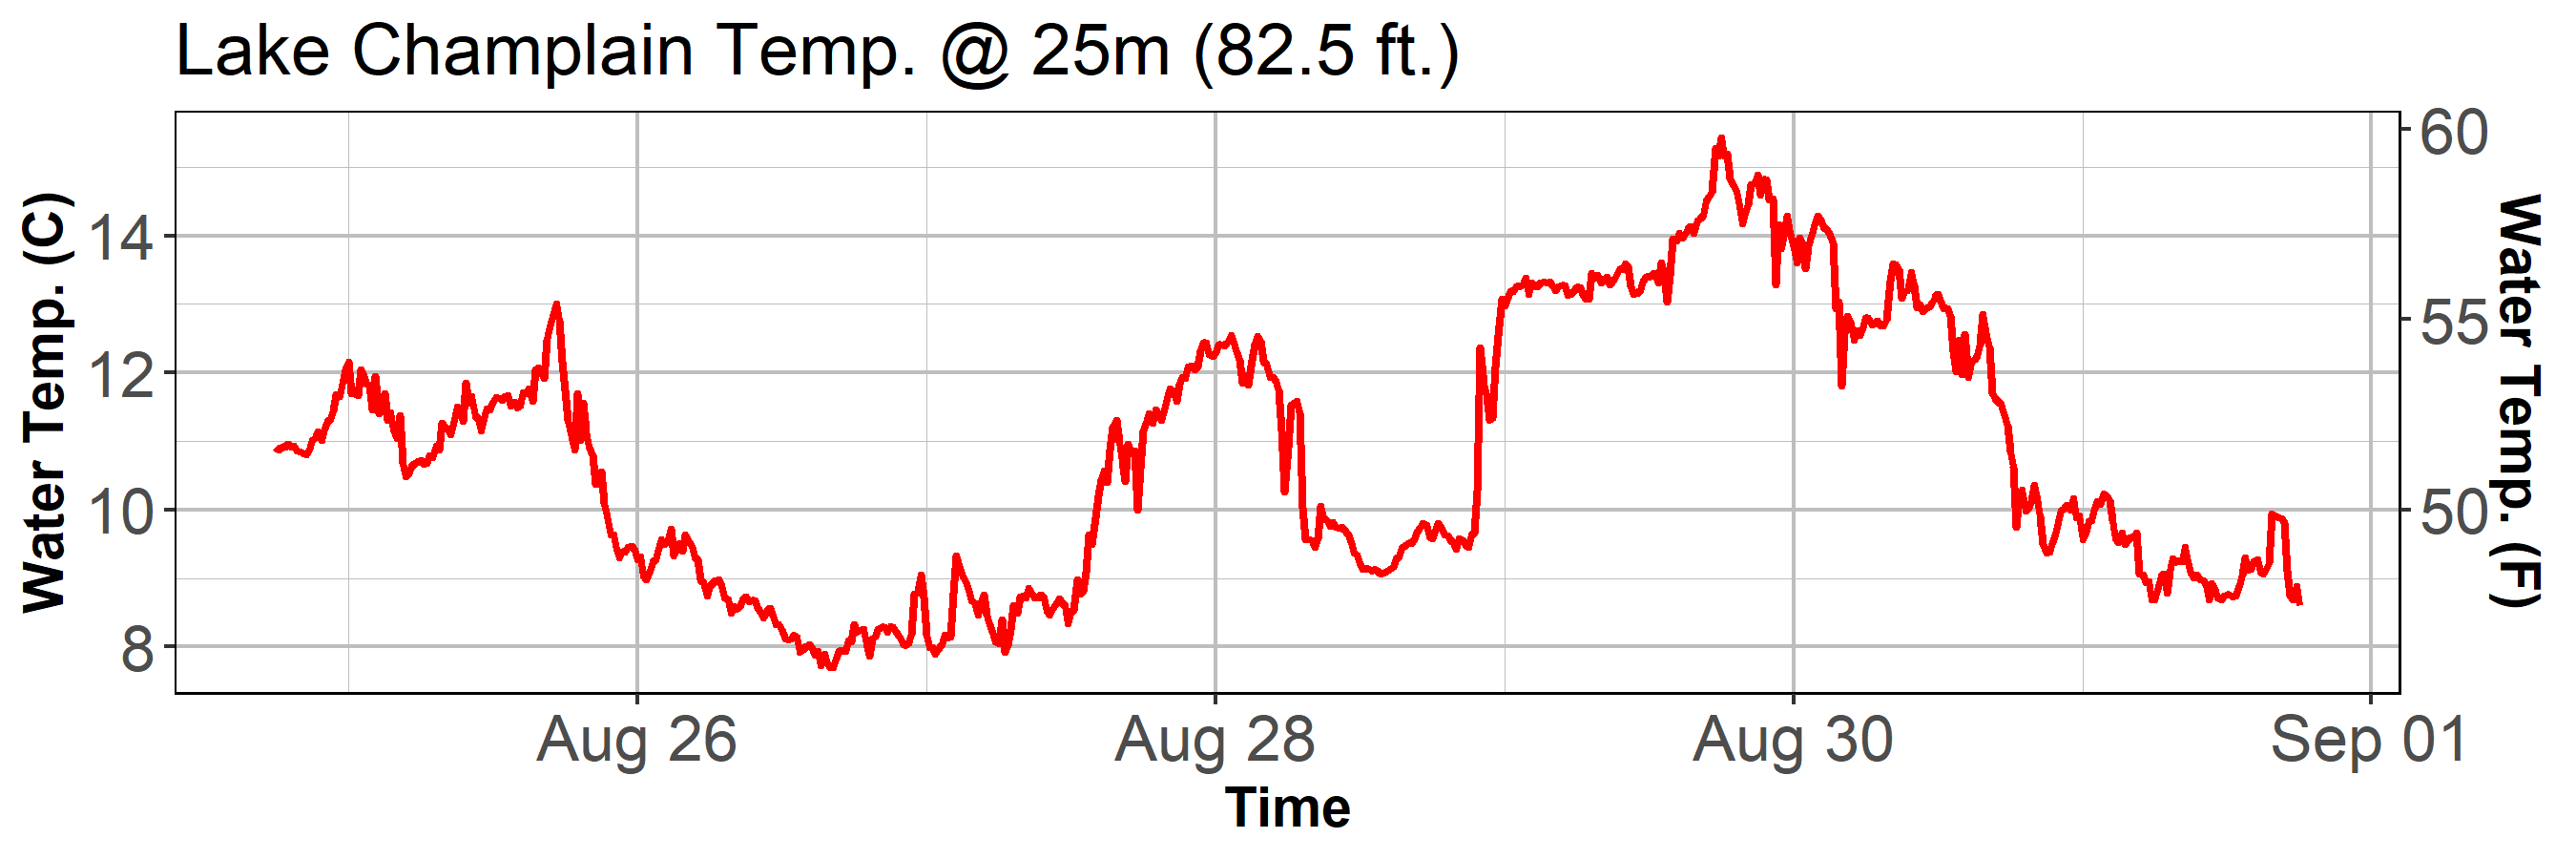 Lake Champlain Temp. @ 25m (82.5 ft.)
Water Temp. (C)
14
12
10
8
60
55
50
Water Temp. (F)
Aug 26
Aug 28
Aug 30
Sep 01
Time